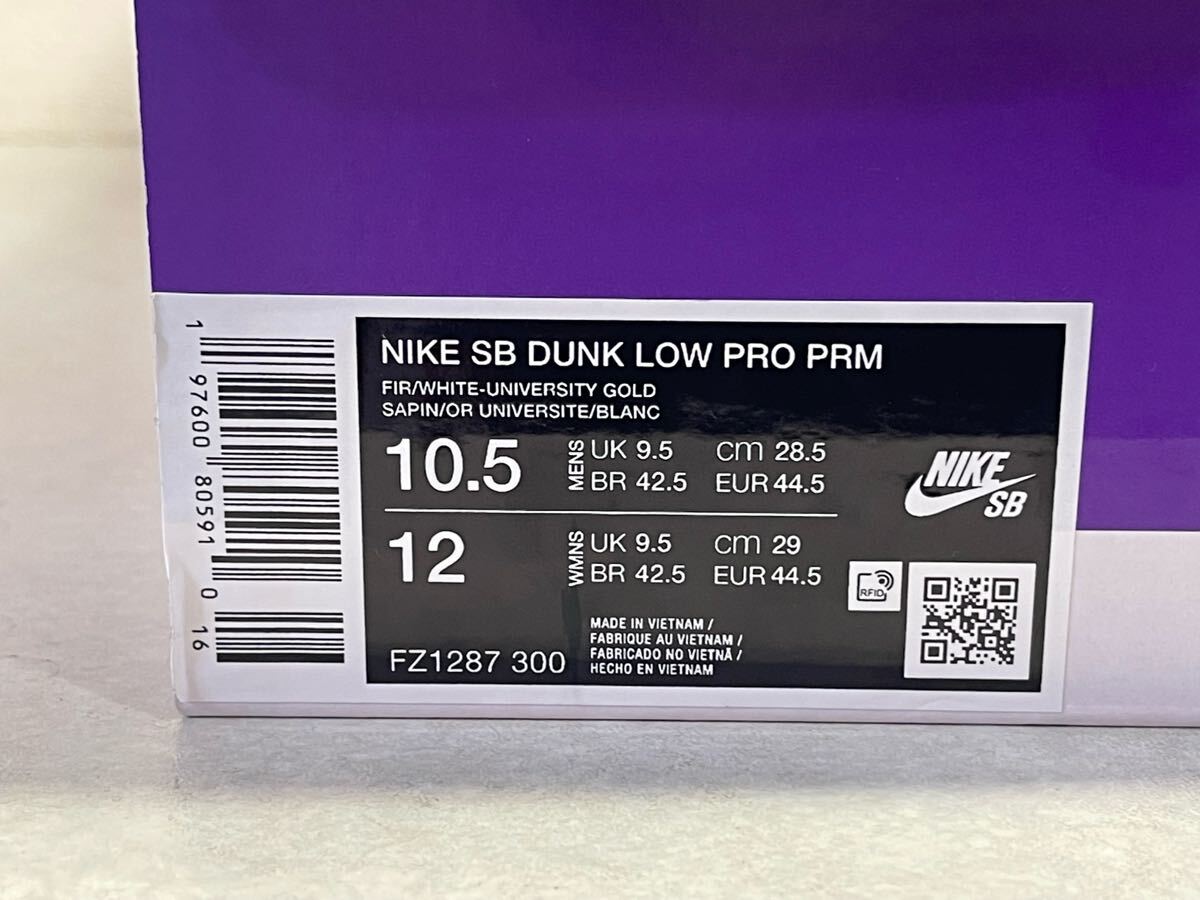 1 97600 80591 0 16
NIKE SB DUNK LOW PRO PRM
FIR/WHITE-UNIVERSITY GOLD
SAPIN/OR UNIVERSITE/BLANC
10.5 MENS UK 9.5 cm 28.5
BR 42.5 EUR 44.5
12 WMNS UK 9.5 cm 29
BR 42.5 EUR 44.5
NIKE
SB
RFID
FZ1287 300
MADE IN VIETNAM /
FABRIQUE AU VIETNAM /
FABRICADO NO VIETNÃ /
HECHO EN VIETNAM